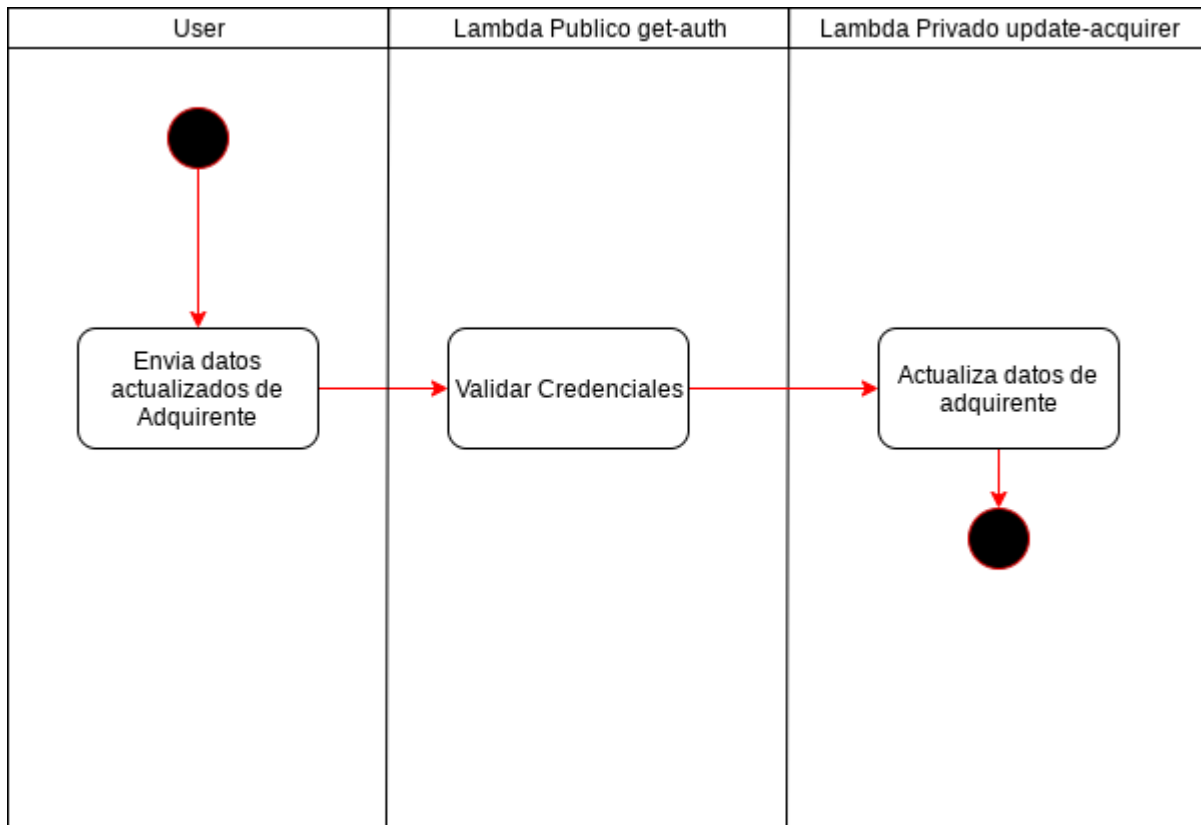 User
Lambda Publico get-auth
Lambda Privado update-acquirer
Envia datos
actualizados de
Adquirente
Validar Credenciales
Actualiza datos de
adquirente